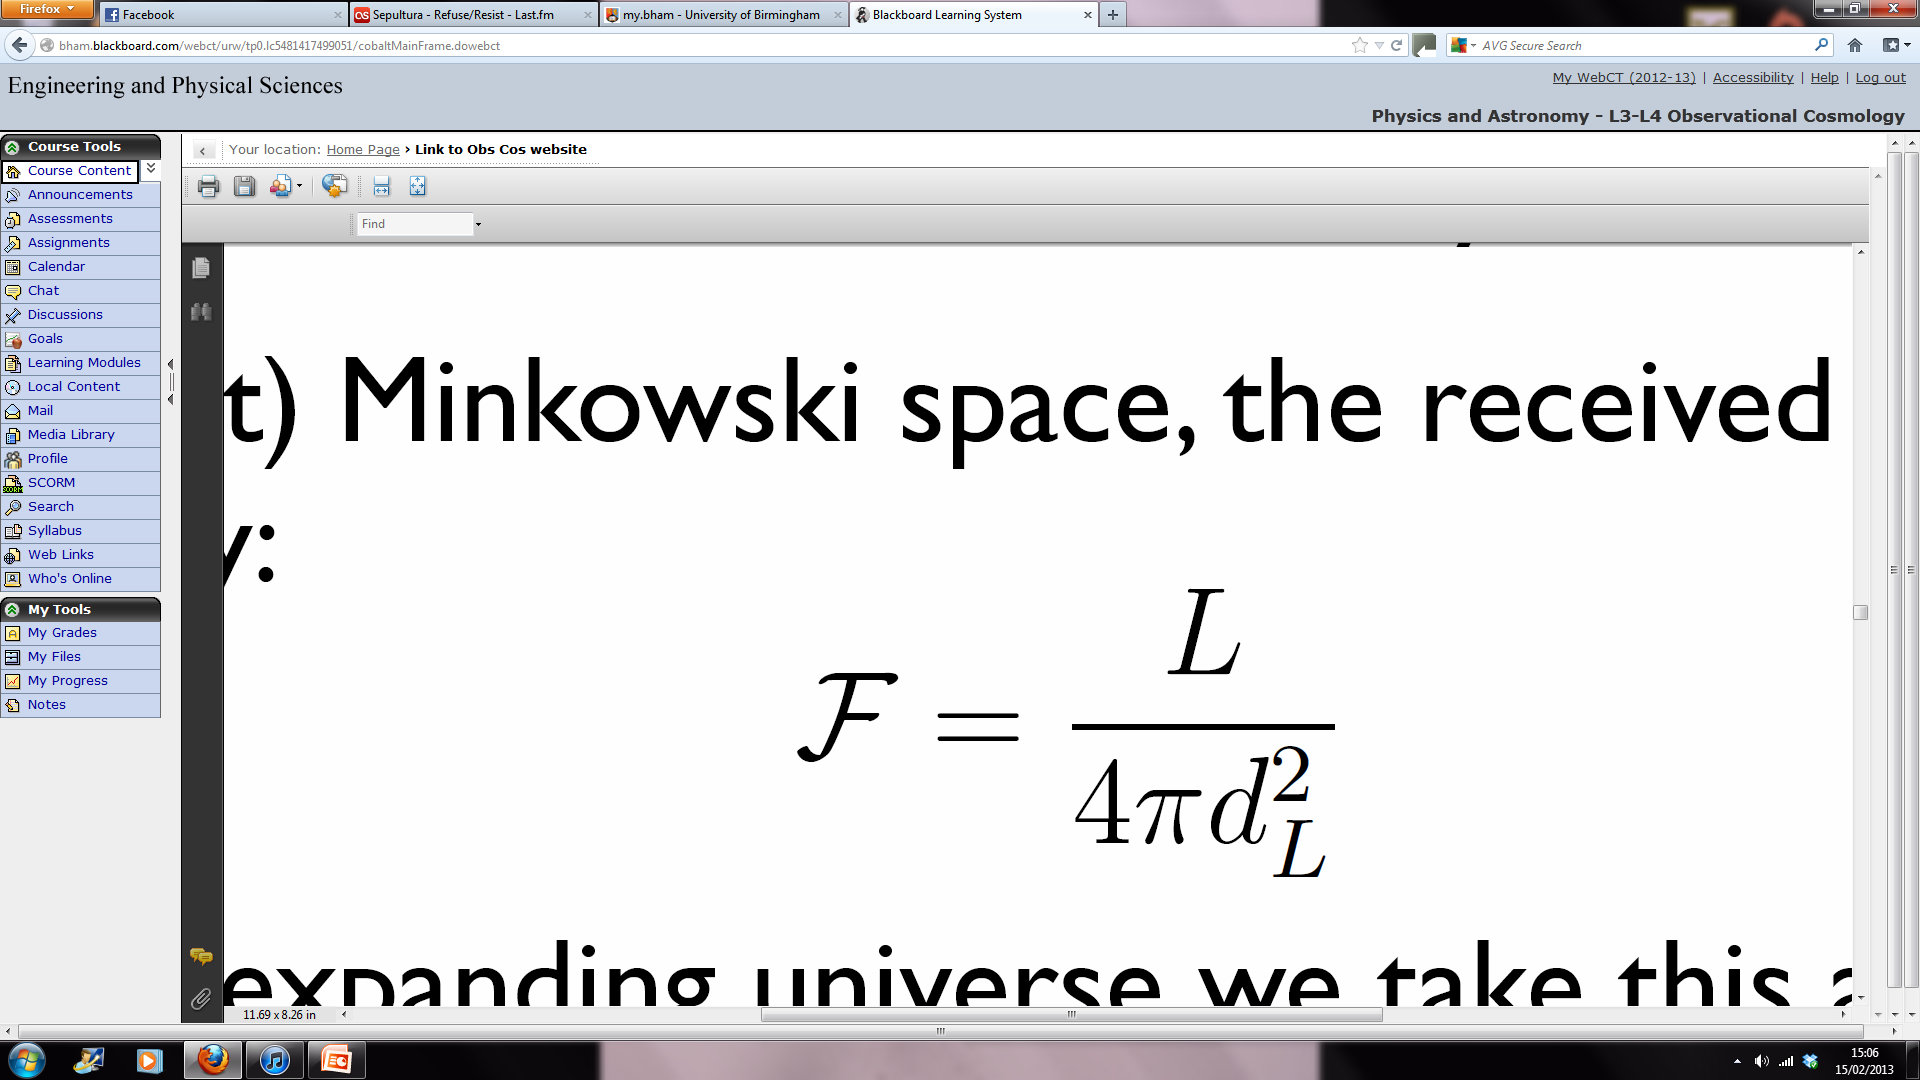 Firefox
Facebook
Sepultura - Refuse/Resist - Last.fm
my.bham - University of Birmingham
Blackboard Learning System
bham.blackboard.com/webct/urw/tp0.lc5481417499051/cobaltMainFrame.dowebct
AVG Secure Search
Engineering and Physical Sciences
My WebCT (2012-13) | Accessibility | Help | Log out
Physics and Astronomy - L3-L4 Observational Cosmology
Course Tools
Course Content
Announcements
Assessments
Assignments
Calendar
Chat
Discussions
Goals
Learning Modules
Local Content
Mail
Media Library
Profile
SCORM
Search
Syllabus
Web Links
Who's Online
My Tools
My Grades
My Files
My Progress
Notes
Your location: Home Page › Link to Obs Cos website
Find
t) Minkowski space, the received
y:
ℱ = L / 4πd_L^2
expanding universe we take this a
11.69 x 8.26 in
15:06
15/02/2013